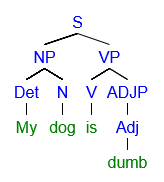 S
NP VP
Det N V ADJP
My dog is Adj
dumb